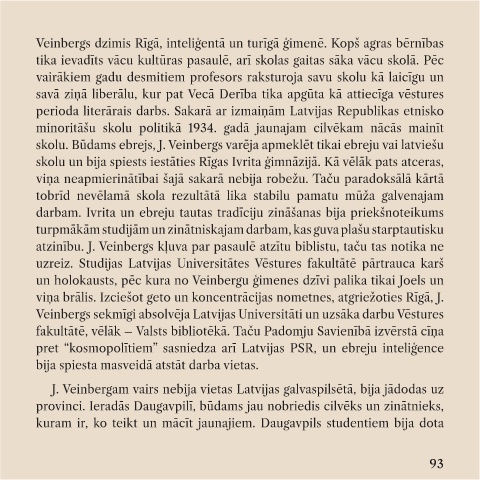 Veinbergs dzimis Rīgā, inteliģentā un turīgā ģimenē. Kopš agras bērnības
tika ievadīts vācu kultūras pasaulē, arī skolas gaitas sāka vācu skolā. Pēc
vairākiem gadu desmitiem profesors raksturoja savu skolu kā laicīgu un
savā ziņā liberālu, kur pat Vecā Derība tika apgūta kā attiecīga vēstures
perioda literārais darbs. Sakarā ar izmaiņām Latvijas Republikas etnisko
minoritāšu skolu politikā 1934. gadā jaunajam cilvēkam nācās mainīt
skolu. Būdams ebrejs, J. Veinbergs varēja apmeklēt tikai ebreju vai latviešu
skolu un bija spiests iestāties Rīgas Ivrita ģimnāzijā. Kā vēlāk pats atceras,
viņa neapmierinātībai šajā sakarā nebija robežu. Taču paradoksālā kārtā
tobrīd nevēlamā skola rezultātā lika stabilu pamatu mūža galvenajam
darbam. Ivrita un ebreju tautas tradīciju zināšanas bija priekšnoteikums
turpmākām studijām un zinātniskajam darbam, kas guva plašu starptautisku
atzinību. J. Veinbergs kļuva par pasaulē atzītu biblistu, taču tas notika ne
uzreiz. Studijas Latvijas Universitātes Vēstures fakultātē pārtrauca karš
un holokausts, pēc kura no Veinbergu ģimenes dzīvi palika tikai Joels un
viņa brālis. Izciešot geto un koncentrācijas nometnes, atgriežoties Rīgā, J.
Veinbergs sekmīgi absolvēja Latvijas Universitāti un uzsāka darbu Vēstures
fakultātē, vēlāk – Valsts bibliotēkā. Taču Padomju Savienībā izvērstā cīņa
pret “kosmopolītiem” sasniedza arī Latvijas PSR, un ebreju inteliģence
bija spiesta masveidā atstāt darba vietas.
J. Veinbergam vairs nebija vietas Latvijas galvaspilsētā, bija jādodas uz
provinci. Ieradās Daugavpilī, būdams jau nobriedis cilvēks un zinātnieks,
kuram ir, ko teikt un mācīt jaunajiem. Daugavpils studentiem bija dota
93